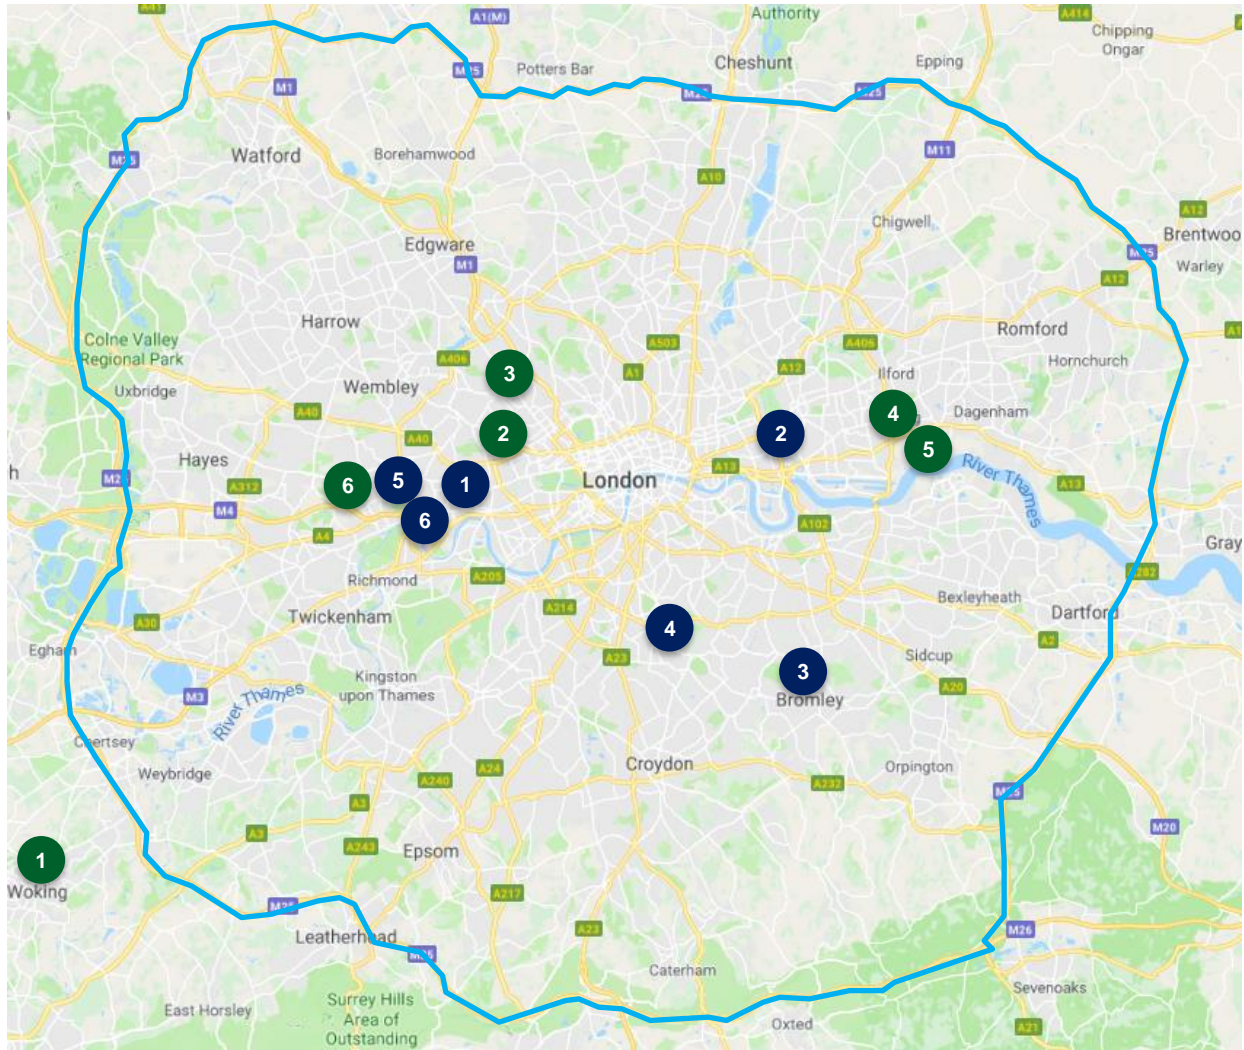 A41
A1(M)
Authority
A414
Chipping
Ongar
Potters Bar
Cheshunt
Epping
M25
M1
M25
M25
M11
Watford
Borehamwood
M25
A10
A12
Chigwell
Brentwoo
Edgware
M25
Warley
M1
A12
Harrow
Romford
Colne Valley
Regional Park
A503
A406
Hornchurch
A406
A1
A12
Ilford
3
Wembley
Uxbridge
A40
4
Dagenham
2
2
A40
5
Hayes
A13
River Thames
London
A312
6
5
1
A13
M4
6
A102
A4
Gray
Richmond
A205
A282
Twickenham
A214
Bexleyheath
Dartford
A30
4
A2
Egham
A23
Sidcup
3
Kingston
upon Thames
A20
M3
River Thames
Bromley
Chertsey
Weybridge
Croydon
Orpington
A24
A240
A232
A3
M25
A3
A243
Epsom
M20
1
Woking
A217
M25
A23
M26
Leatherhead
M25
Caterham
Sevenoaks
East Horsley
Surrey Hills
Area of
Outstanding
Oxted
A21